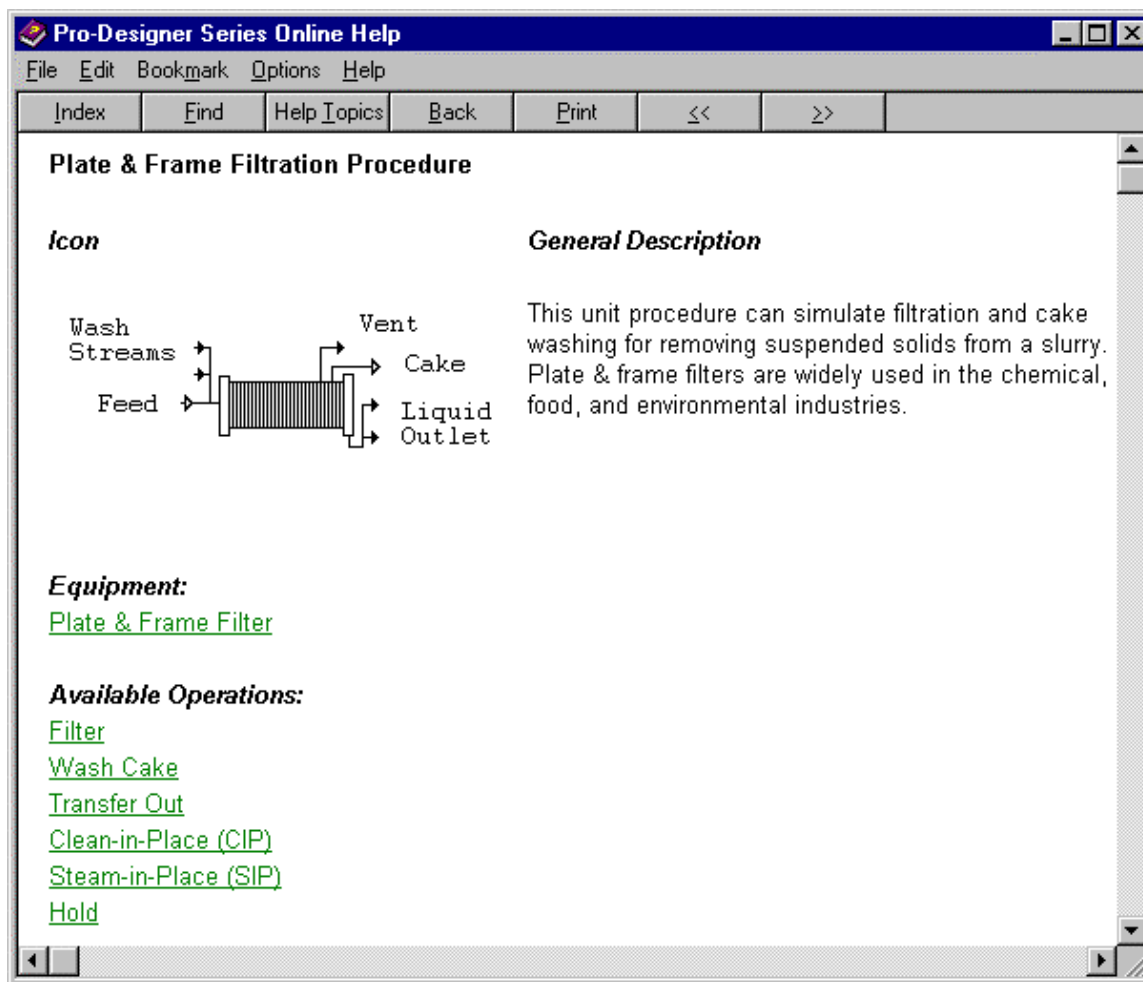 Pro-Designer Series Online Help
File Edit Bookmark Options Help
Index Find Help Topics Back Print << >>
Plate & Frame Filtration Procedure
Icon
General Description
Wash
Streams
Feed
Vent
Cake
Liquid
Outlet
This unit procedure can simulate filtration and cake
washing for removing suspended solids from a slurry.
Plate & frame filters are widely used in the chemical,
food, and environmental industries.
Equipment:
Plate & Frame Filter
Available Operations:
Filter
Wash Cake
Transfer Out
Clean-in-Place (CIP)
Steam-in-Place (SIP)
Hold